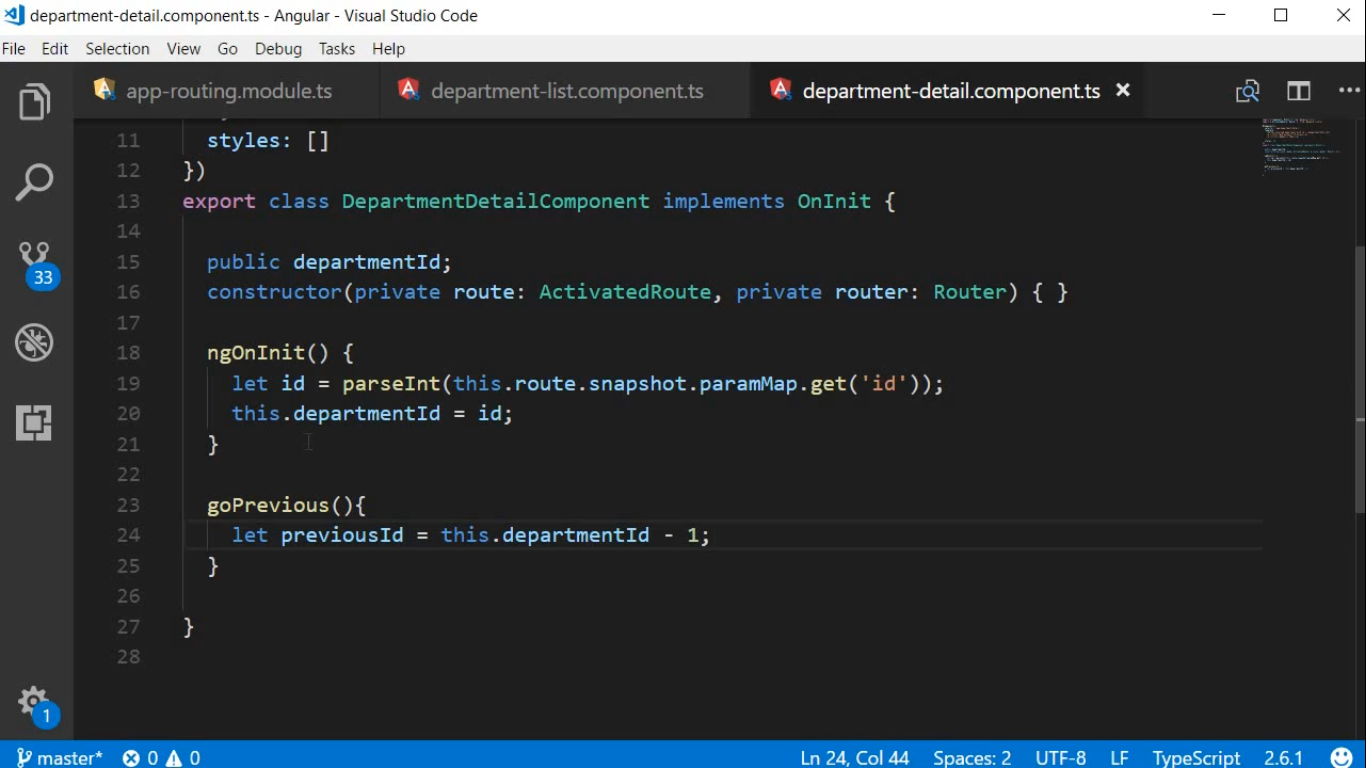 department-detail.component.ts - Angular - Visual Studio Code
File Edit Selection View Go Debug Tasks Help
app-routing.module.ts department-list.component.ts department-detail.component.ts
11 styles: []
12 })
13 export class DepartmentDetailComponent implements OnInit {
14
15 public departmentId;
16 constructor(private route: ActivatedRoute, private router: Router) { }
17
18 ngOnInit() {
19 let id = parseInt(this.route.snapshot.paramMap.get('id'));
20 this.departmentId = id;
21 }
22
23 goPrevious(){
24 let previousId = this.departmentId - 1;
25 }
26
27 }
28
33
1
master* 0 0 Ln 24, Col 44 Spaces: 2 UTF-8 LF TypeScript 2.6.1